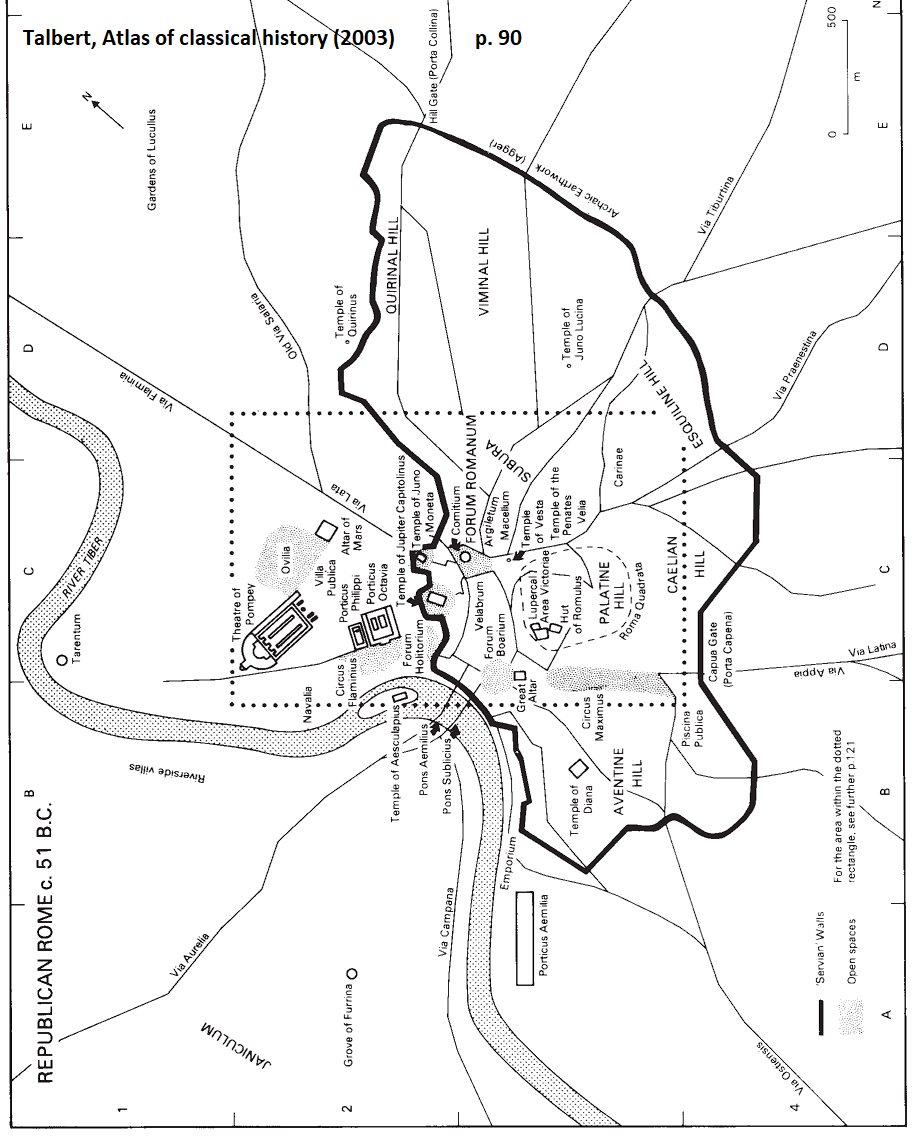 Talbert, Atlas of classical history (2003)
p. 90
REPUBLICAN ROME c. 51 B.C.
N
N
E
D
C
B
A
1
2
4
E
D
C
B
A
Gardens of Lucullus
Hill Gate (Porta Collina)
Archaic Earthwork (Agger)
500
m
0
Via Tiburtina
Old Via Salaria
Via Flaminia
Temple of
Quirinus
QUIRINAL HILL
VIMINAL HILL
Temple of
Juno Lucina
ESQUILINE HILL
Via Praenestina
RIVER TIBER
Tarentum
Theatre of
Pompey
Ovilia
Villa
Publica
Altar of
Mars
Via Lata
Porticus
Philippi
Porticus
Octavia
Temple of Jupiter Capitolinus
Temple of Juno
Moneta
Comitium
FORUM ROMANUM
Argiletum
Macellum
SUBURA
Temple
of Vesta
Temple of the
Penates
Velia
Carinae
Navalia
Circus
Flaminius
Forum
Holitorium
Velabrum
Forum
Boarium
Lupercal
Area Victoriae
Hut
of Romulus
PALATINE
HILL
Roma Quadrata
CAELIAN
HILL
Great
Altar
Circus
Maximus
Capua Gate
(Porta Capena)
Via Latina
Via Appia
Riverside villas
Temple of Aesculapius
Pons Aemilius
Pons Sublicius
Temple of
Diana
AVENTINE
HILL
Piscina
Publica
Via Aurelia
Via Campana
Emporium
Porticus Aemilia
JANICULUM
Grove of Furrina
Via Ostensis
'Servian' Walls
Open spaces
For the area within the dotted
rectangle, see further p.121